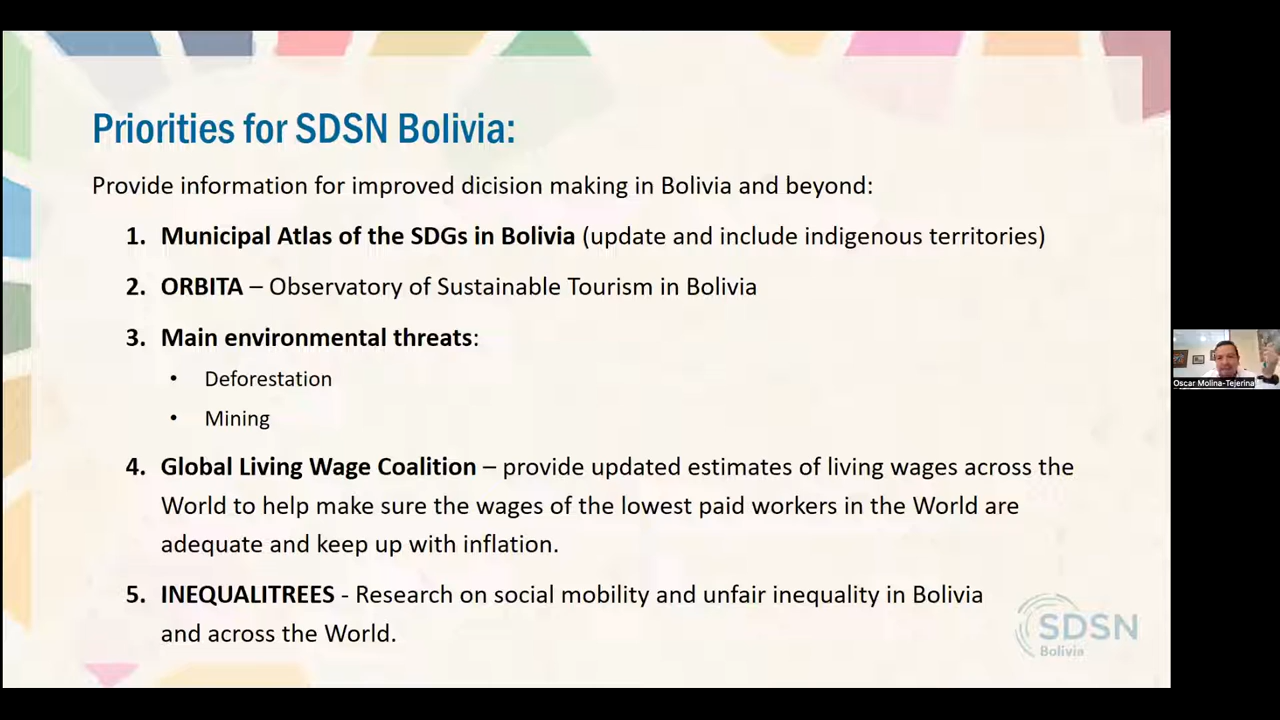 Priorities for SDSN Bolivia:
Provide information for improved dicision making in Bolivia and beyond:
1. Municipal Atlas of the SDGs in Bolivia (update and include indigenous territories)
2. ORBITA – Observatory of Sustainable Tourism in Bolivia
3. Main environmental threats:
• Deforestation
• Mining
4. Global Living Wage Coalition – provide updated estimates of living wages across the
World to help make sure the wages of the lowest paid workers in the World are
adequate and keep up with inflation.
5. INEQUALITREES - Research on social mobility and unfair inequality in Bolivia
and across the World.
SDSN
Bolivia
Oscar Molina-Tejerina